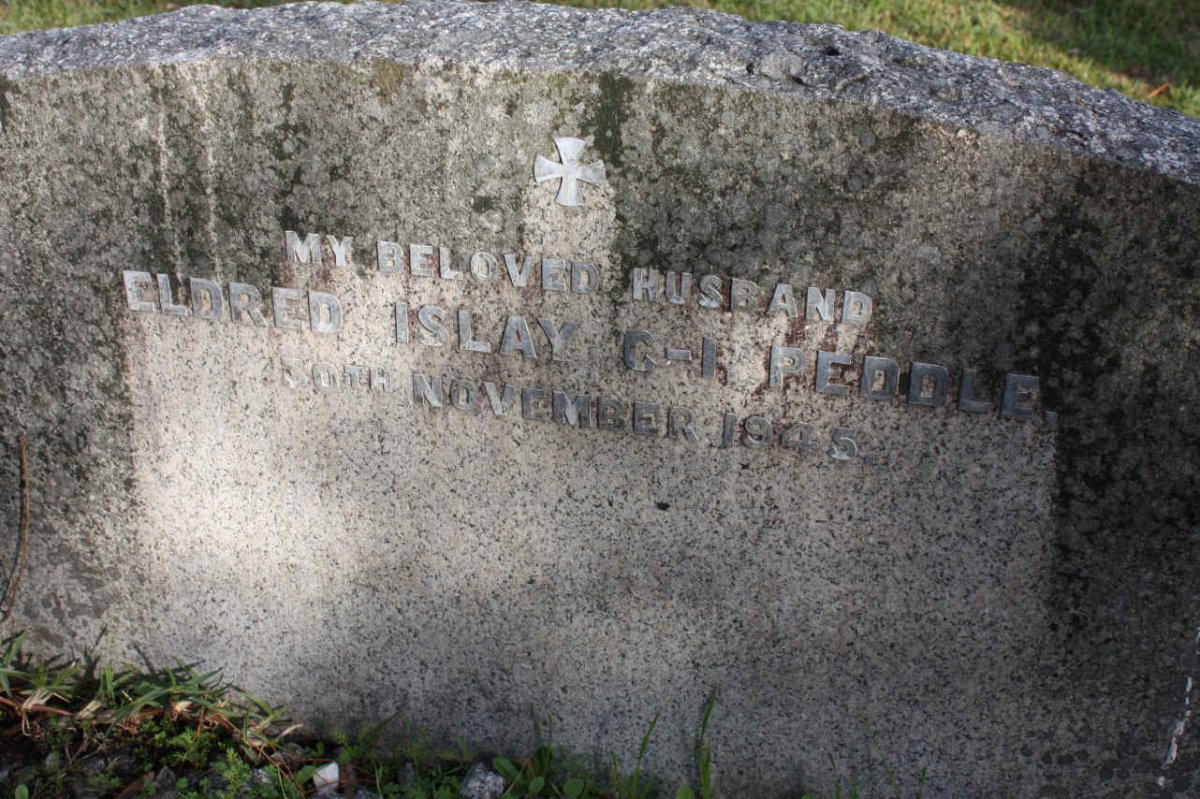 MY BELOVED HUSBAND
ELDRED ISLAY C-I PEDDLE,
30TH NOVEMBER 1945.